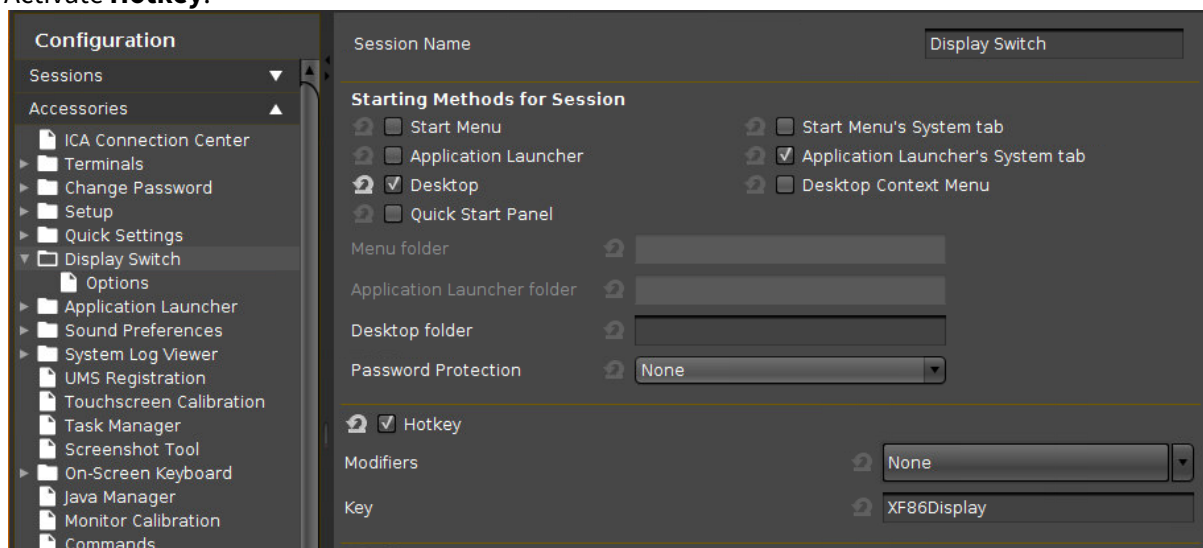 Activate Hotkey.
Configuration
Sessions
Accessories
ICA Connection Center
Terminals
Change Password
Setup
Quick Settings
Display Switch
Options
Application Launcher
Sound Preferences
System Log Viewer
UMS Registration
Touchscreen Calibration
Task Manager
Screenshot Tool
On-Screen Keyboard
Java Manager
Monitor Calibration
Commands
Session Name
Display Switch
Starting Methods for Session
Start Menu
Start Menu's System tab
Application Launcher
Application Launcher's System tab
Desktop
Desktop Context Menu
Quick Start Panel
Menu folder
Application Launcher folder
Desktop folder
Password Protection
None
Hotkey
Modifiers
None
Key
XF86Display